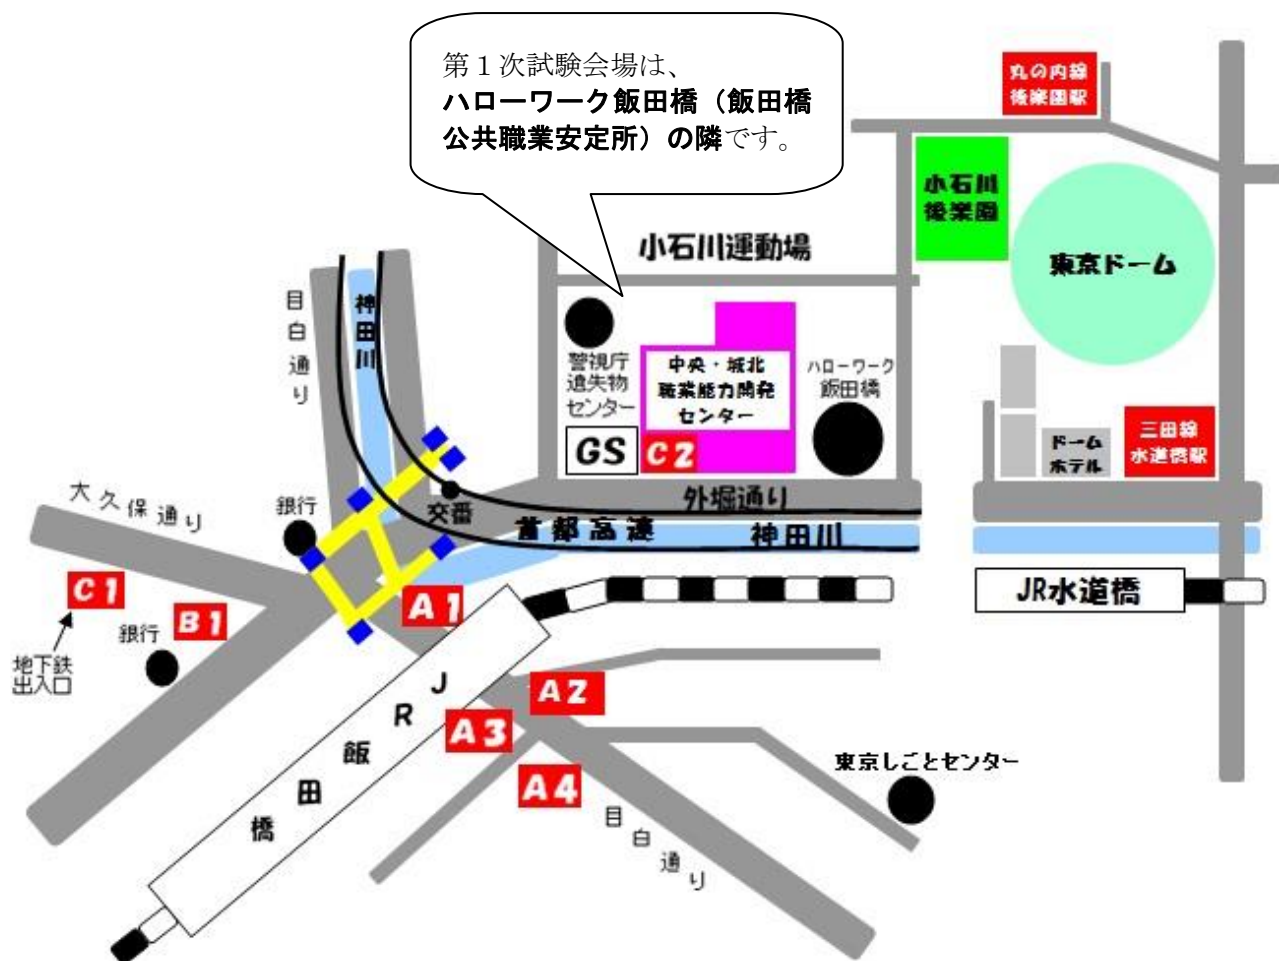 第１次試験会場は、
ハローワーク飯田橋（飯田橋
公共職業安定所）の隣です。
丸の内線
後楽園駅
小石川
後楽園
小石川運動場
東京ドーム
目白通り
神田川
警視庁
遺失物
センター
中央・城北
職業能力開発
センター
ハローワーク
飯田橋
GS
C2
ドーム
ホテル
三田線
水道橋駅
大久保通り
銀行
交番
外堀通り
首都高速
神田川
C1
B1
銀行
地下鉄
出入口
A1
JR水道橋
JR飯田橋
A2
A3
A4
東京しごとセンター
目白通り